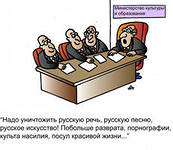 Министерство культуры
и образования
"Надо уничтожить русскую речь, русскую песню,
русское искусство! Побольше разврата, порнографии,
культа насилия, посул красивой жизни..."